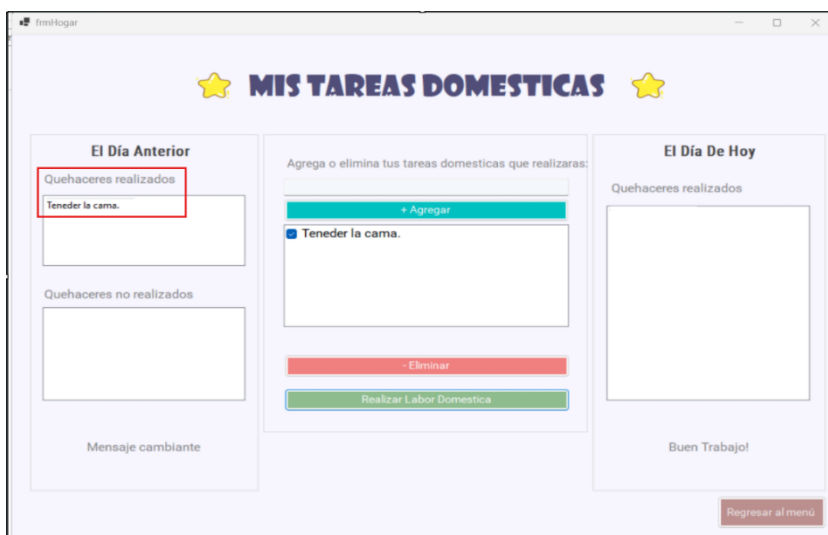 frmHogar
MIS TAREAS DOMESTICAS
El Día Anterior
Quehaceres realizados
Teneder la cama.
Quehaceres no realizados
Mensaje cambiante
Agrega o elimina tus tareas domesticas que realizaras:
+ Agregar
Teneder la cama.
- Eliminar
Realizar Labor Domestica
El Día De Hoy
Quehaceres realizados
Buen Trabajo!
Regresar al menú